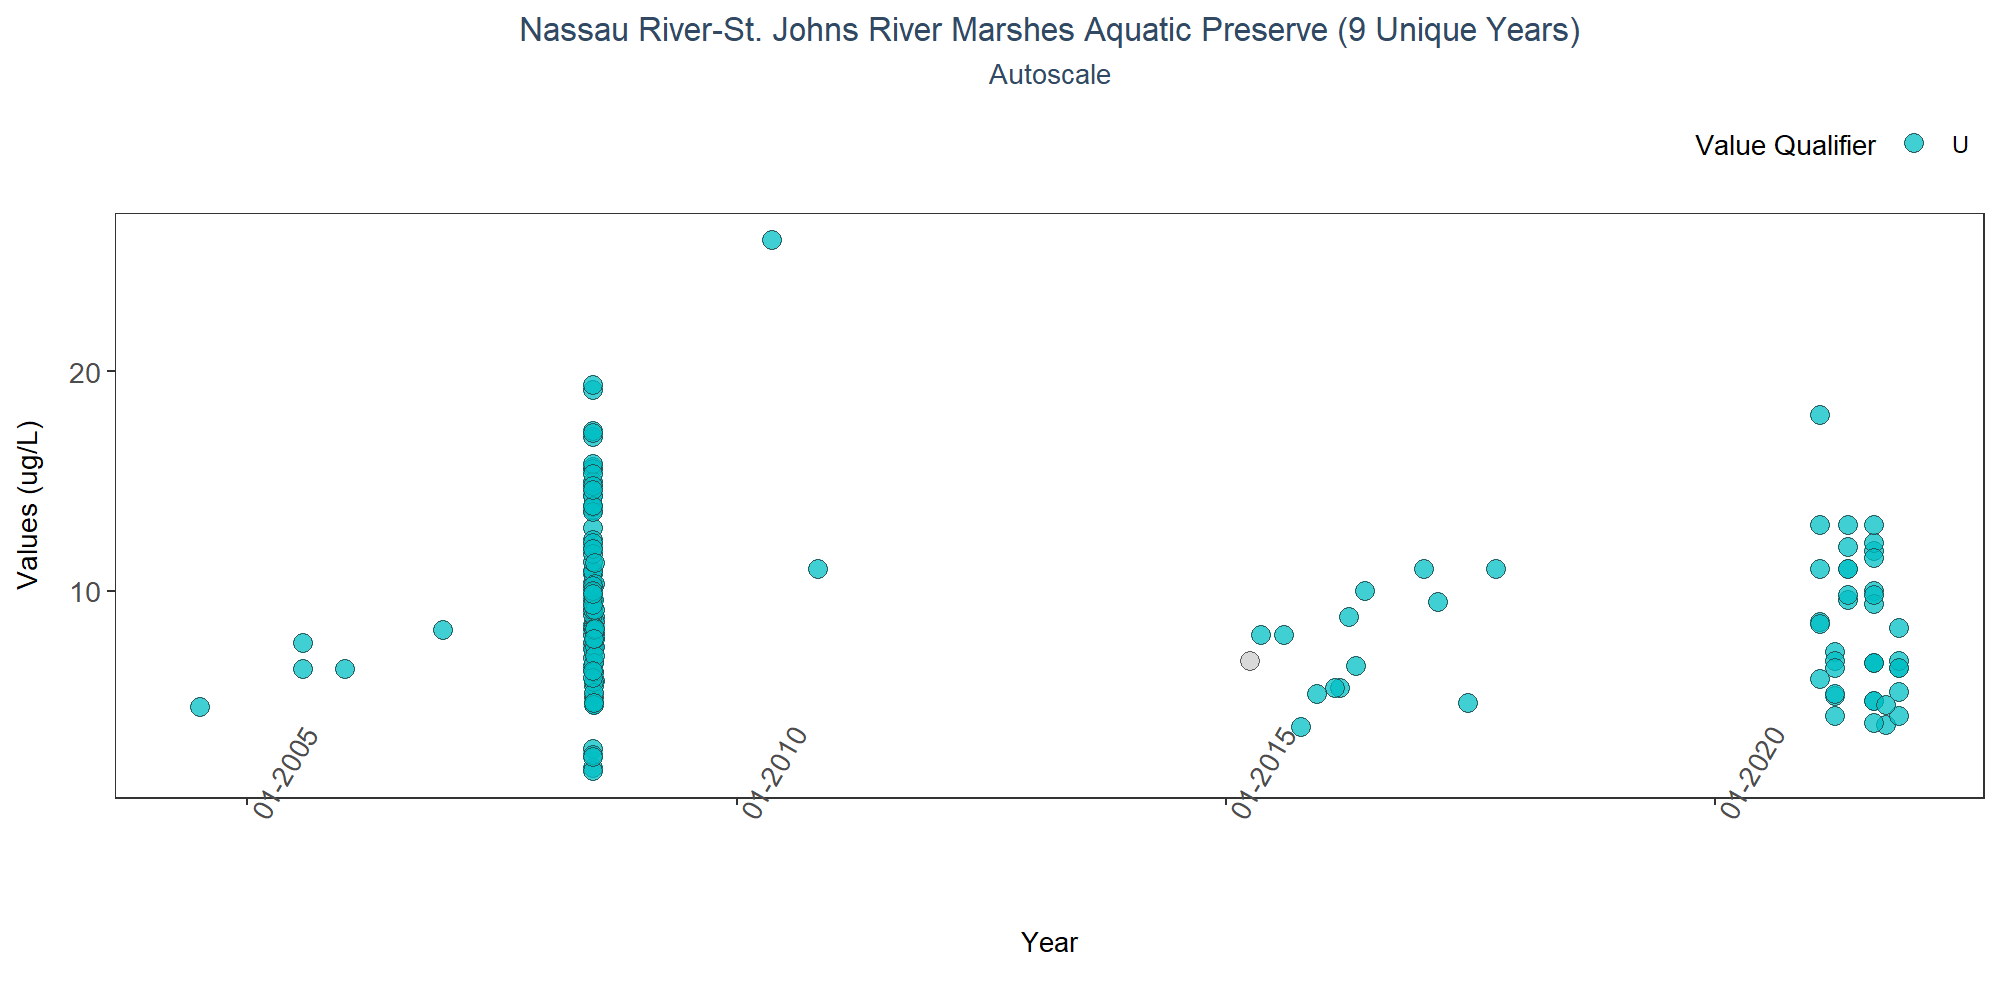 Nassau River-St. Johns River Marshes Aquatic Preserve (9 Unique Years)
Autoscale
Value Qualifier U
Values (ug/L)
20
10
01-2005
01-2010
01-2015
01-2020
Year